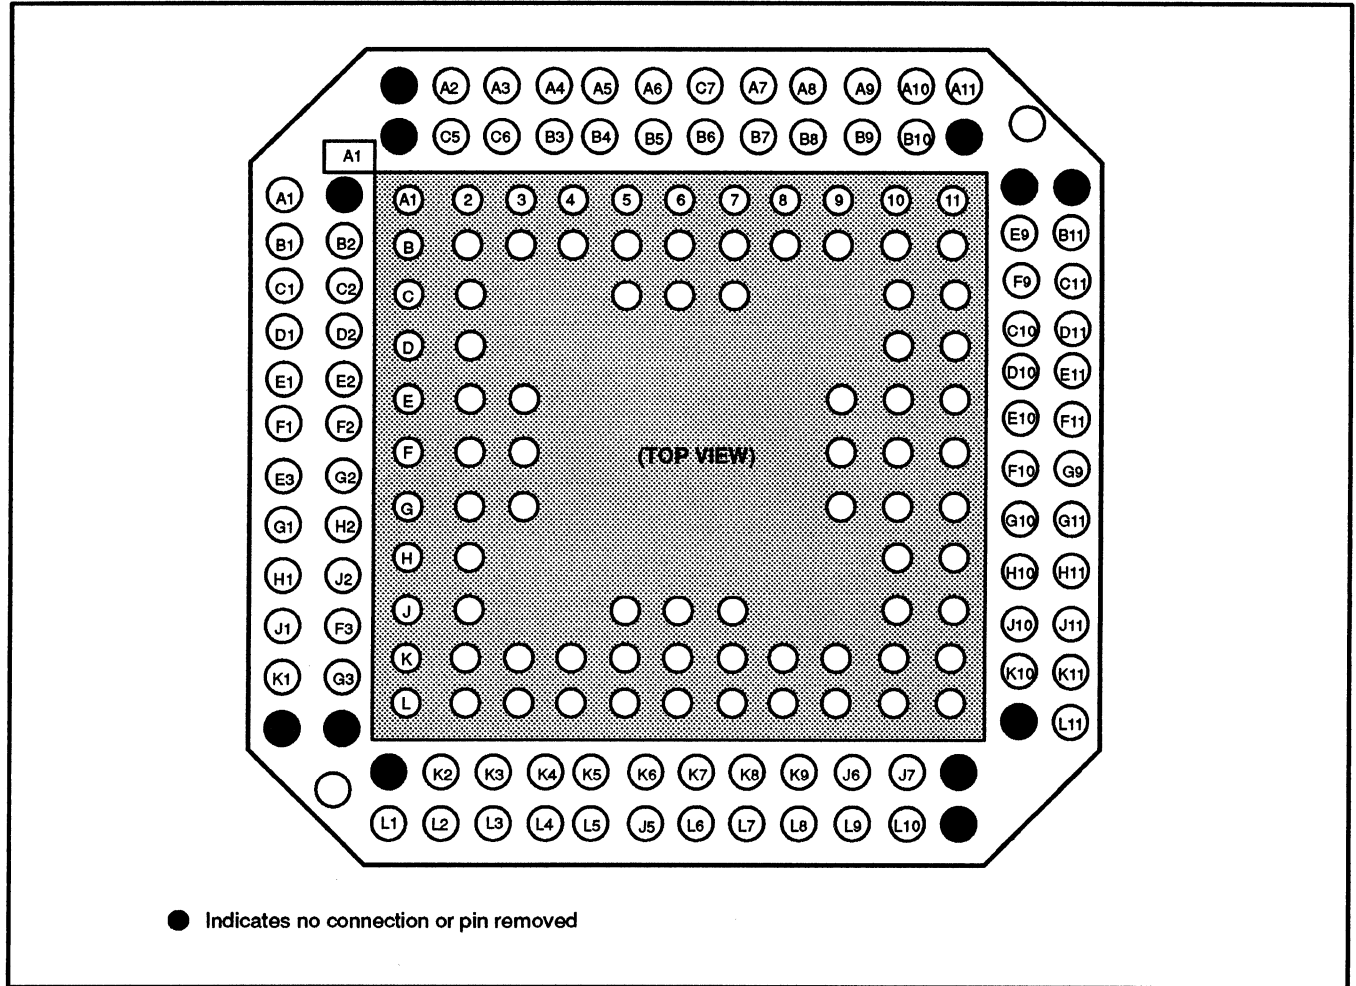 A2 A3 A4 A5 A6 C7 A7 A8 A9 A10 A11
C5 C6 B3 B4 B5 B6 B7 B8 B9 B10
A1
A1 A1 2 3 4 5 6 7 8 9 10 11
B1 B2 B E9 B11
C1 C2 C F9 C11
D1 D2 D C10 D11
E1 E2 E D10 E11
F1 F2 F E10 F11
(TOP VIEW)
E3 G2 F10 G9
G1 H2 G G10 G11
H1 J2 H H10 H11
J1 F3 J J10 J11
K1 G3 K K10 K11
L L11
K2 K3 K4 K5 K6 K7 K8 K9 J6 J7
L1 L2 L3 L4 L5 J5 L6 L7 L8 L9 L10
Indicates no connection or pin removed